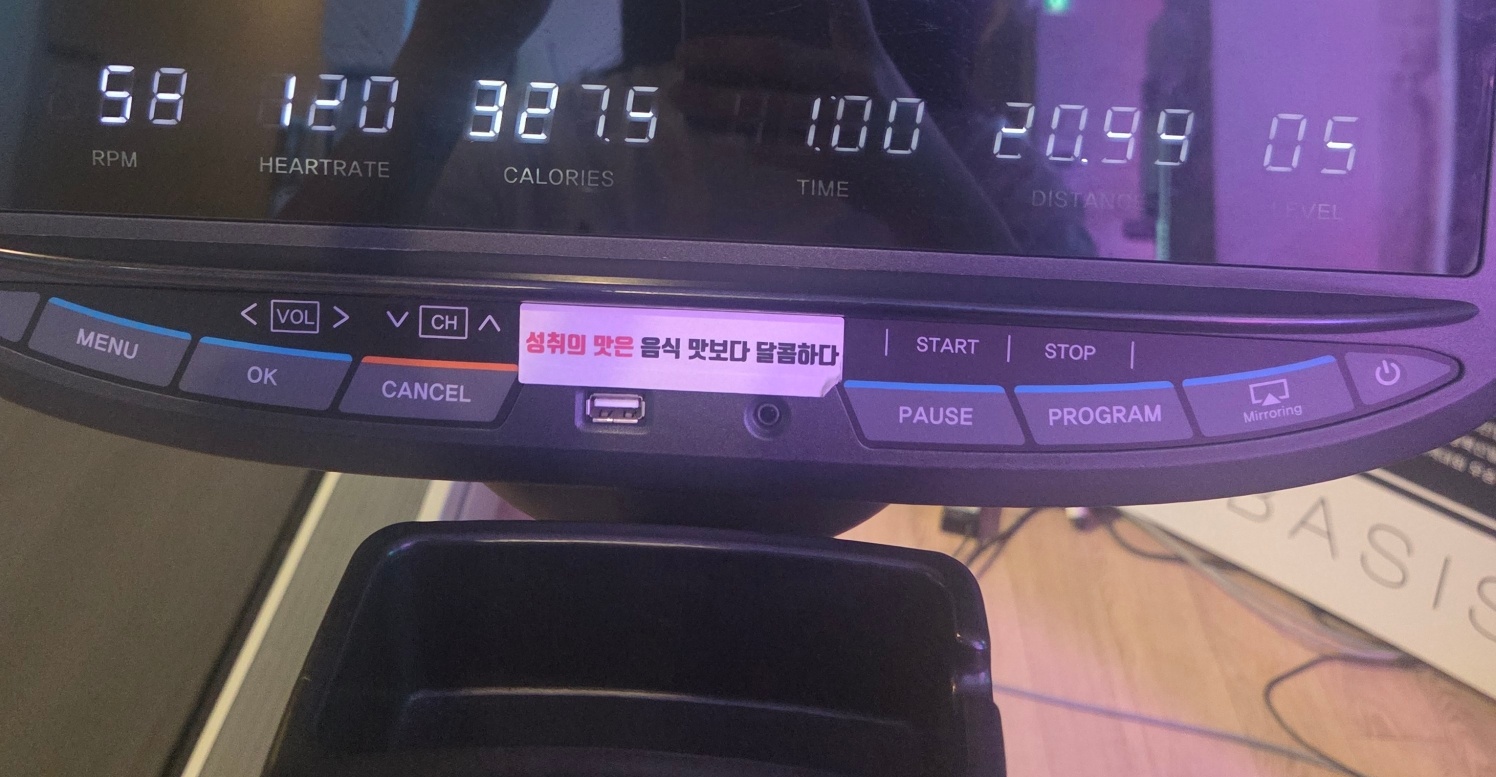 58 120 327.5 1:00 20.99 05
RPM HEARTRATE CALORIES TIME DISTANCE LEVEL
< VOL > ∨ CH ∧
성취의 맛은 음식 맛보다 달콤하다
| START | STOP |
MENU OK CANCEL PAUSE PROGRAM Mirroring
BASIS